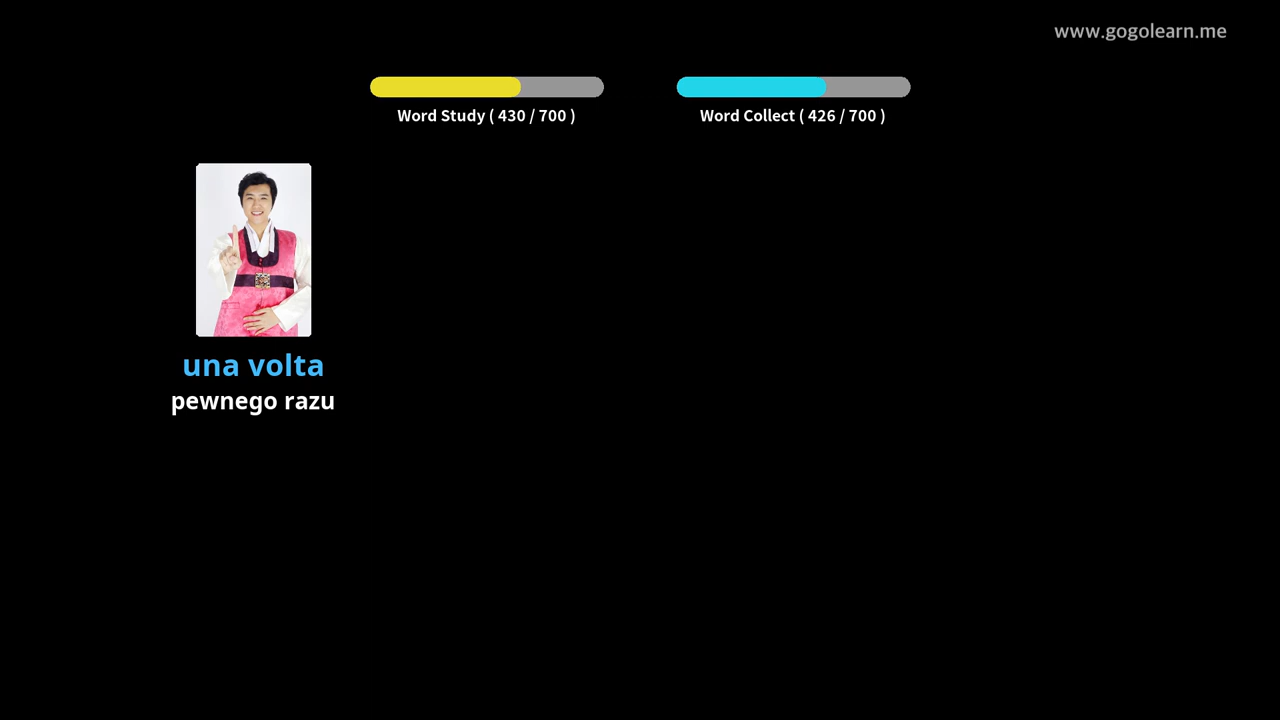 www.gogolearn.me
Word Study ( 430 / 700 )
Word Collect ( 426 / 700 )
una volta
pewnego razu